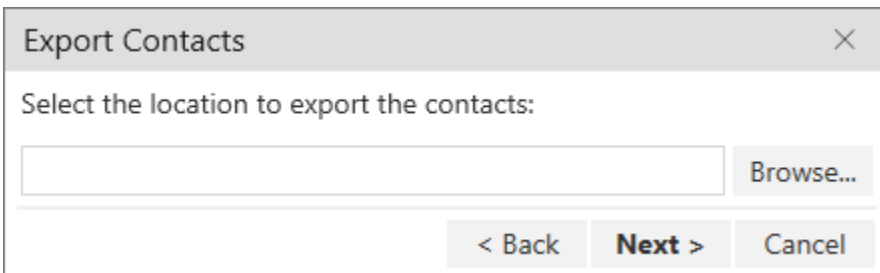 Export Contacts
Select the location to export the contacts:
Browse...
< Back Next > Cancel